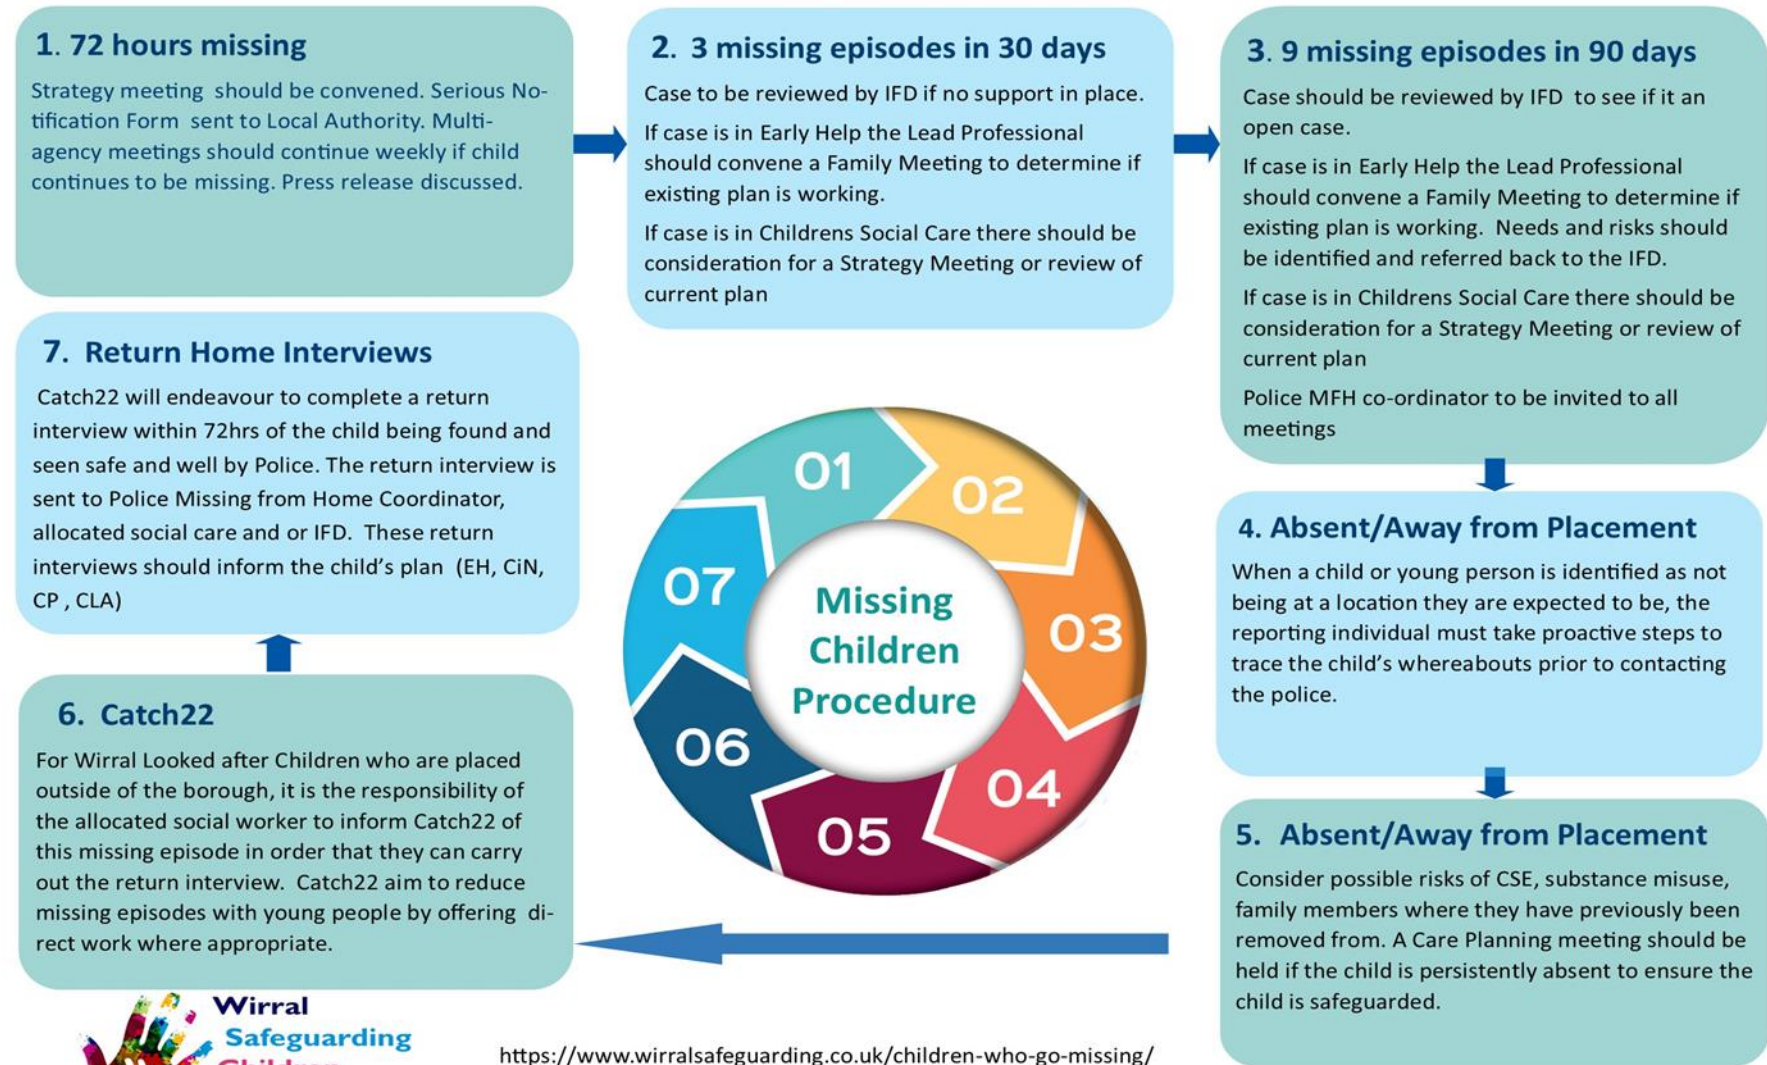 1. 72 hours missing
Strategy meeting should be convened. Serious No-
tification Form sent to Local Authority. Multi-
agency meetings should continue weekly if child
continues to be missing. Press release discussed.
2. 3 missing episodes in 30 days
Case to be reviewed by IFD if no support in place.
If case is in Early Help the Lead Professional
should convene a Family Meeting to determine if
existing plan is working.
If case is in Childrens Social Care there should be
consideration for a Strategy Meeting or review of
current plan
3. 9 missing episodes in 90 days
Case should be reviewed by IFD to see if it an
open case.
If case is in Early Help the Lead Professional
should convene a Family Meeting to determine if
existing plan is working. Needs and risks should
be identified and referred back to the IFD.
If case is in Childrens Social Care there should be
consideration for a Strategy Meeting or review of
current plan
Police MFH co-ordinator to be invited to all
meetings
4. Absent/Away from Placement
When a child or young person is identified as not
being at a location they are expected to be, the
reporting individual must take proactive steps to
trace the child's whereabouts prior to contacting
the police.
5. Absent/Away from Placement
Consider possible risks of CSE, substance misuse,
family members where they have previously been
removed from. A Care Planning meeting should be
held if the child is persistently absent to ensure the
child is safeguarded.
6. Catch22
For Wirral Looked after Children who are placed
outside of the borough, it is the responsibility of
the allocated social worker to inform Catch22 of
this missing episode in order that they can carry
out the return interview. Catch22 aim to reduce
missing episodes with young people by offering di-
rect work where appropriate.
7. Return Home Interviews
Catch22 will endeavour to complete a return
interview within 72hrs of the child being found and
seen safe and well by Police. The return interview is
sent to Police Missing from Home Coordinator,
allocated social care and or IFD. These return
interviews should inform the child's plan (EH, CiN,
CP , CLA)
01
02
03
04
05
06
07
Missing
Children
Procedure
Wirral
Safeguarding
Children
https://www.wirralsafeguarding.co.uk/children-who-go-missing/